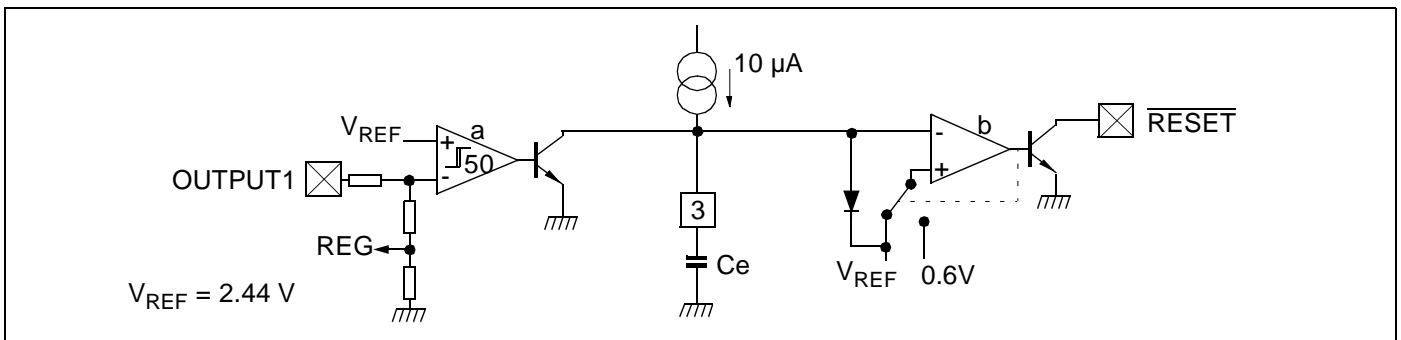 10 µA
a
V_REF
+
50
-
OUTPUT1
REG
V_REF = 2.44 V
3
Ce
b
-
+
V_REF
0.6V
RESET